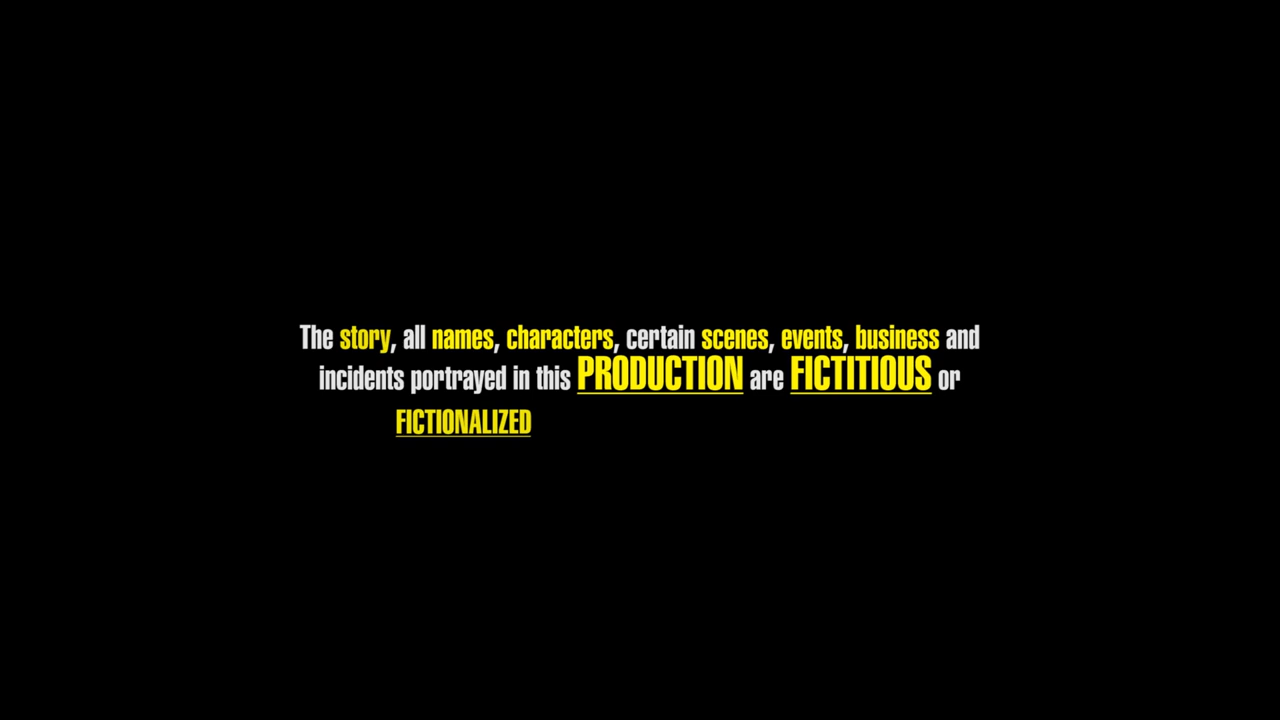 The story, all names, characters, certain scenes, events, business and
incidents portrayed in this PRODUCTION are FICTITIOUS or
FICTIONALIZED